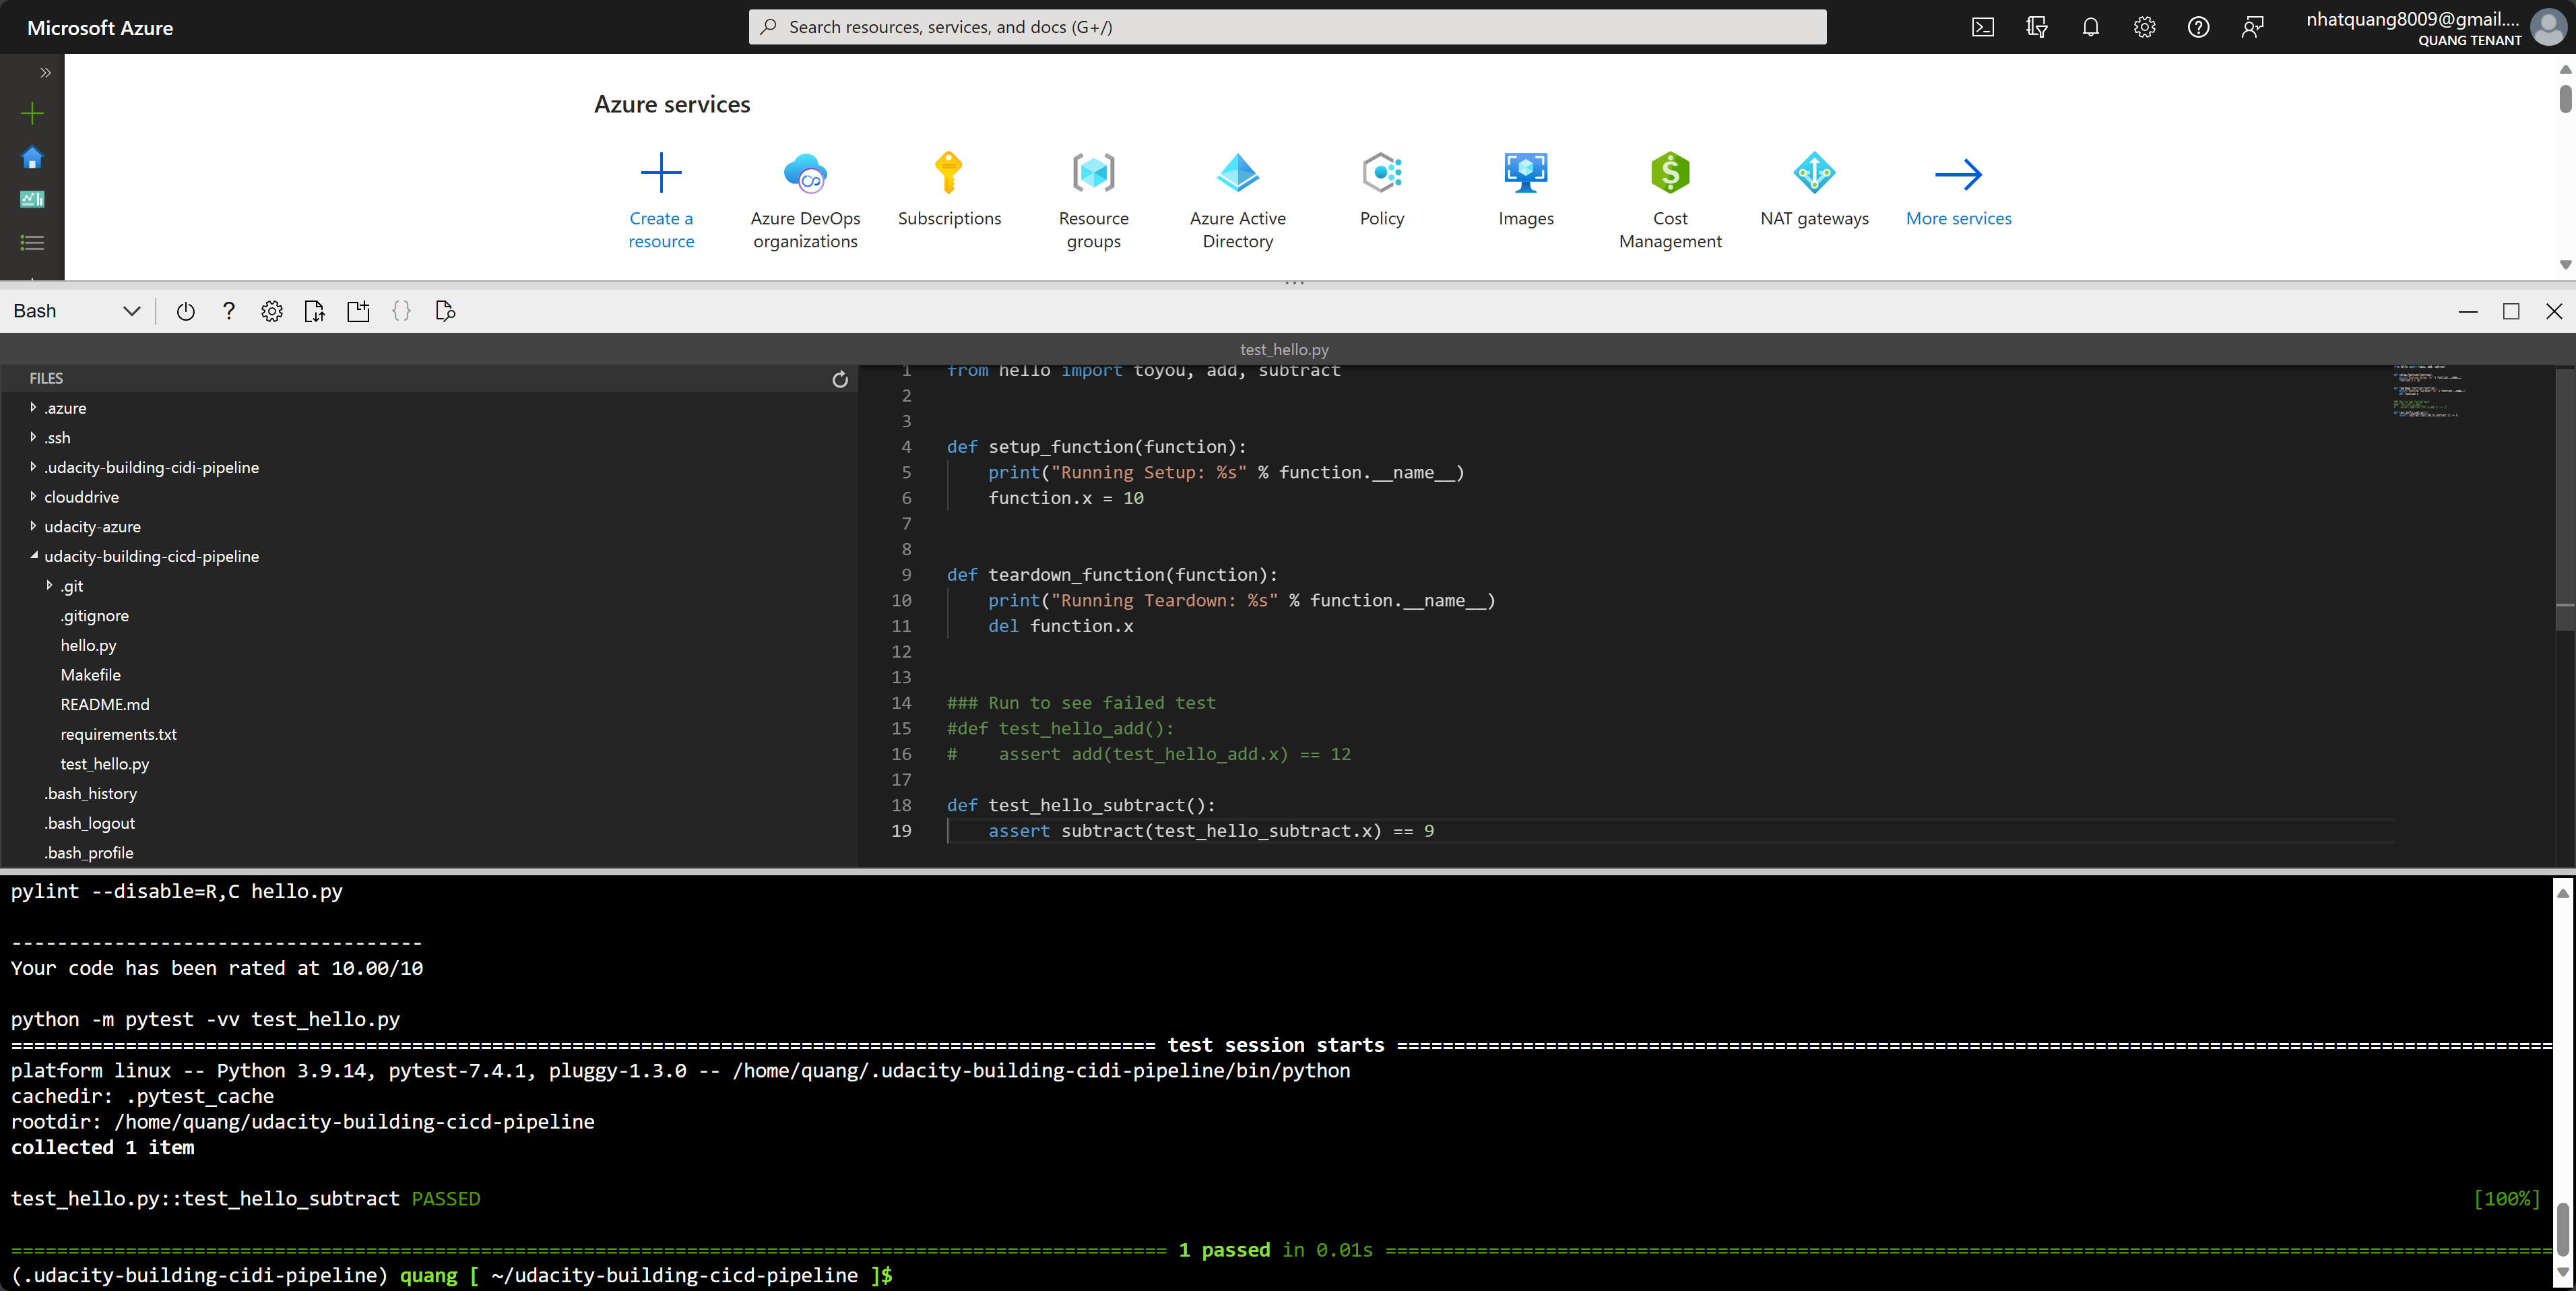 Microsoft Azure
Search resources, services, and docs (G+/)
nhatquang8009@gmail....
QUANG TENANT
Azure services
Create a resource
Azure DevOps organizations
Subscriptions
Resource groups
Azure Active Directory
Policy
Images
Cost Management
NAT gateways
More services
Bash
test_hello.py
FILES
.azure
.ssh
.udacity-building-cidi-pipeline
clouddrive
udacity-azure
udacity-building-cicd-pipeline
.git
.gitignore
hello.py
Makefile
README.md
requirements.txt
test_hello.py
.bash_history
.bash_logout
.bash_profile
1 from hello import toyou, add, subtract
2
3
4 def setup_function(function):
5     print("Running Setup: %s" % function.__name__)
6     function.x = 10
7
8
9 def teardown_function(function):
10     print("Running Teardown: %s" % function.__name__)
11     del function.x
12
13
14 ### Run to see failed test
15 #def test_hello_add():
16 #    assert add(test_hello_add.x) == 12
17
18 def test_hello_subtract():
19     assert subtract(test_hello_subtract.x) == 9
pylint --disable=R,C hello.py
------------------------------------
Your code has been rated at 10.00/10
python -m pytest -vv test_hello.py
==================== test session starts ====================
platform linux -- Python 3.9.14, pytest-7.4.1, pluggy-1.3.0 -- /home/quang/.udacity-building-cidi-pipeline/bin/python
cachedir: .pytest_cache
rootdir: /home/quang/udacity-building-cicd-pipeline
collected 1 item
test_hello.py::test_hello_subtract PASSED [100%]
==================== 1 passed in 0.01s ====================
(.udacity-building-cidi-pipeline) quang [ ~/udacity-building-cicd-pipeline ]$